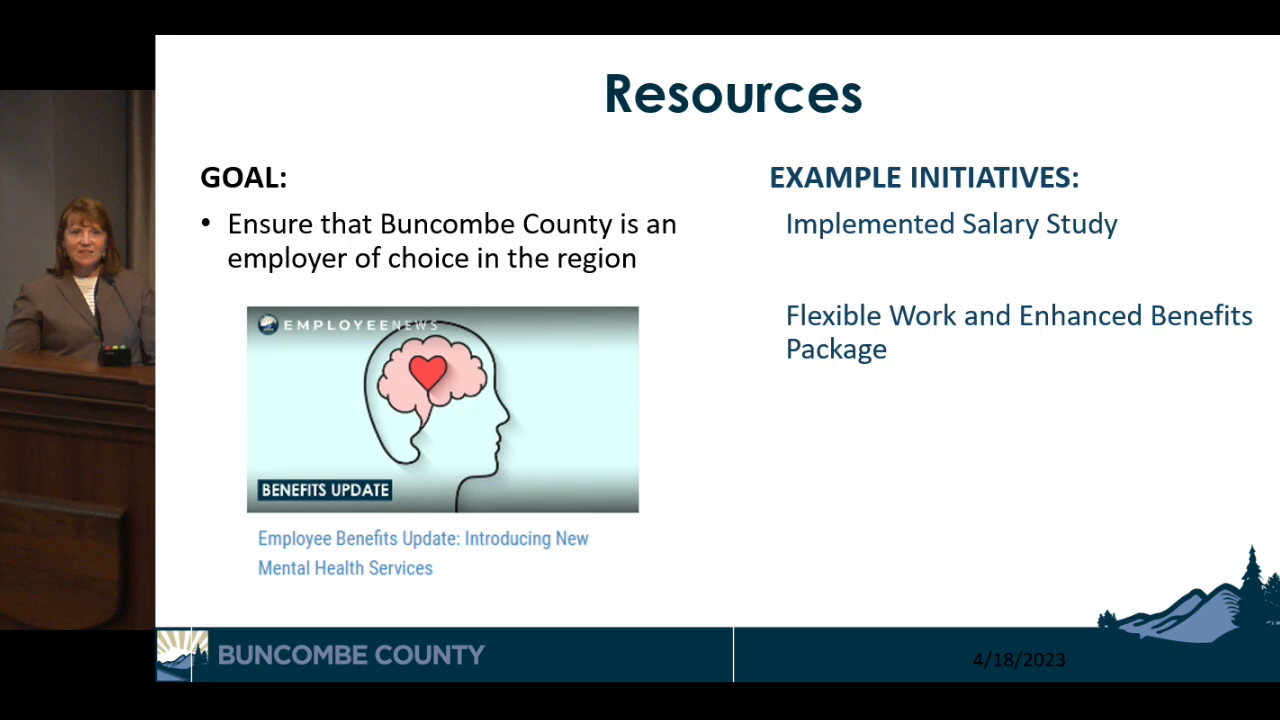 Resources
GOAL:
• Ensure that Buncombe County is an
employer of choice in the region
EMPLOYEENEWS
BENEFITS UPDATE
Employee Benefits Update: Introducing New
Mental Health Services
EXAMPLE INITIATIVES:
Implemented Salary Study
Flexible Work and Enhanced Benefits
Package
BUNCOMBE COUNTY
4/18/2023